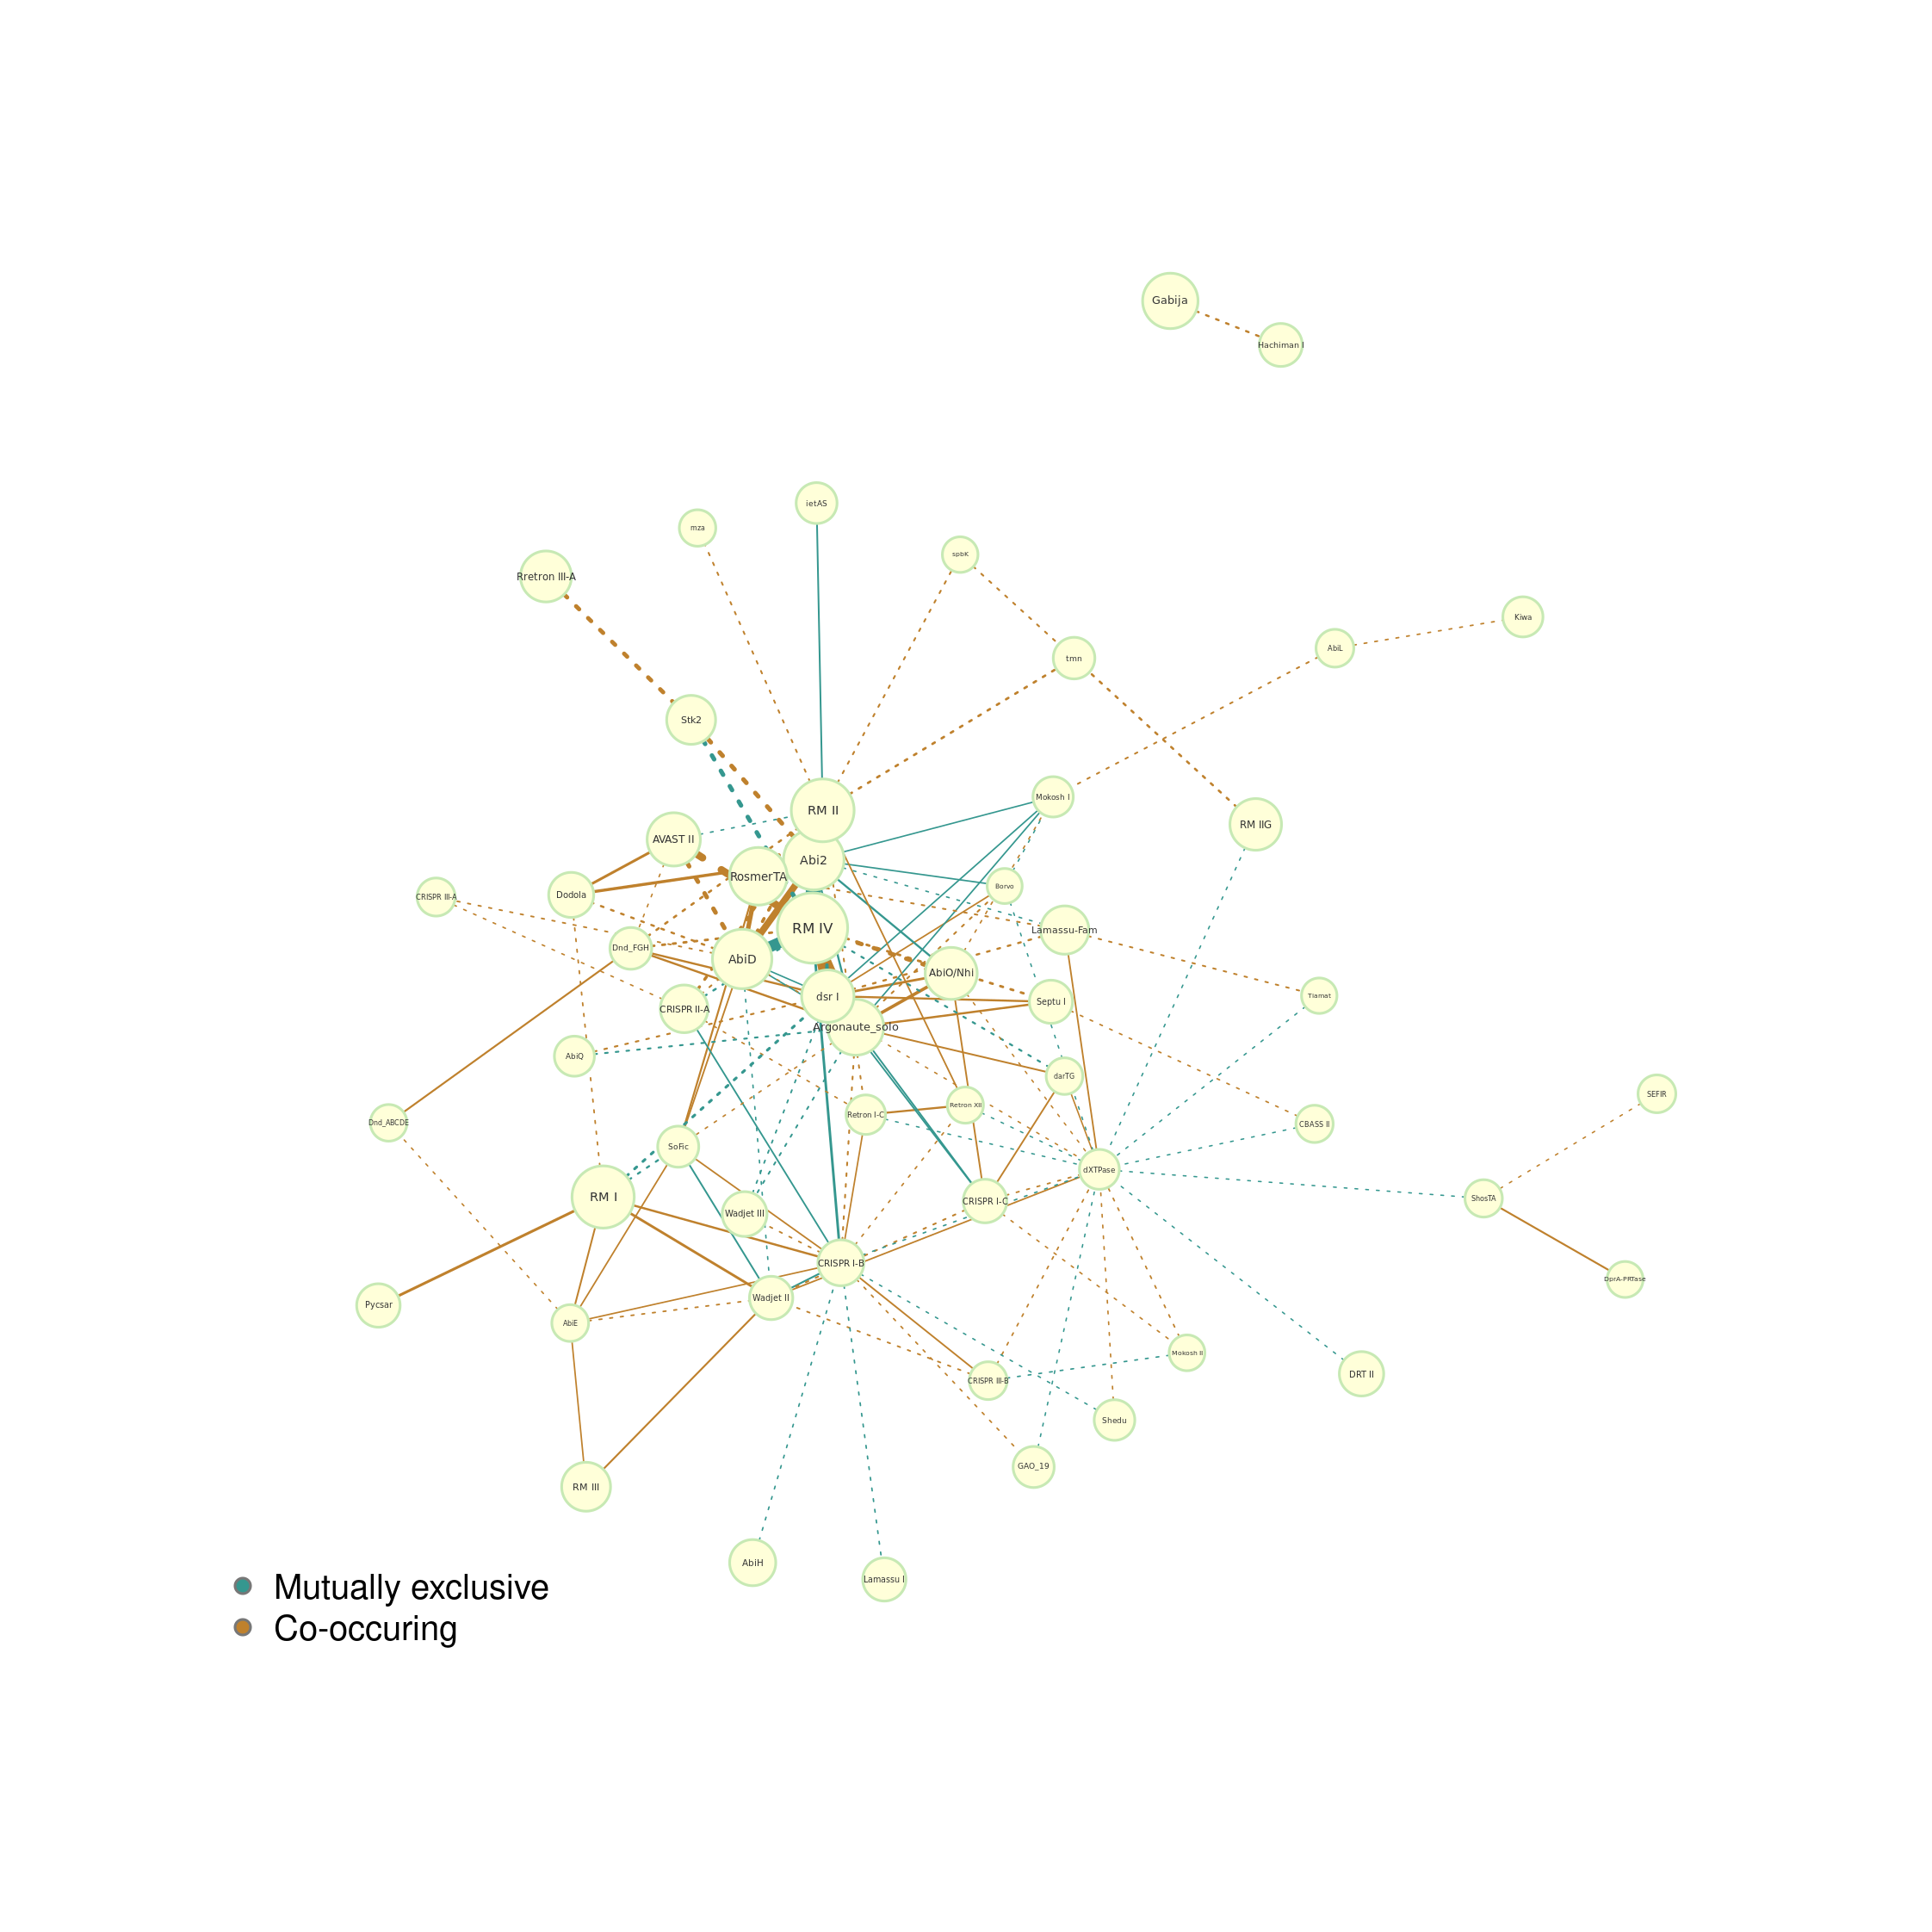 Gabija
Hachiman I
ietAS
mza
spbK
Rretron III-A
Kiwa
AbiL
tmn
Stk2
Mokosh I
RM II
RM IIG
AVAST II
Abi2
RosmerTA
Borvo
Dodola
CRISPR III-A
RM IV
Lamassu-Fam
Dnd_FGH
AbiD
AbiO/Nhi
dsr I
Tiamat
Septu I
CRISPR II-A
Argonaute_solo
AbiQ
darTG
SEFIR
Retron XII
Retron I-C
Dnd_ABCDE
CBASS II
SoFic
dXTPase
RM I
ShosTA
CRISPR I-C
Wadjet III
CRISPR I-B
DprA-PRTase
Wadjet II
Pycsar
AbiE
Mokosh II
DRT II
CRISPR III-B
Shedu
GAO_19
RM III
AbiH
Lamassu I
Mutually exclusive
Co-occuring